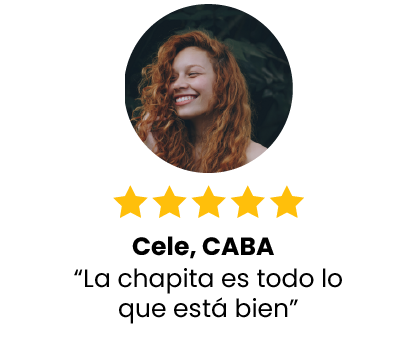 Cele, CABA
“La chapita es todo lo
que está bien”